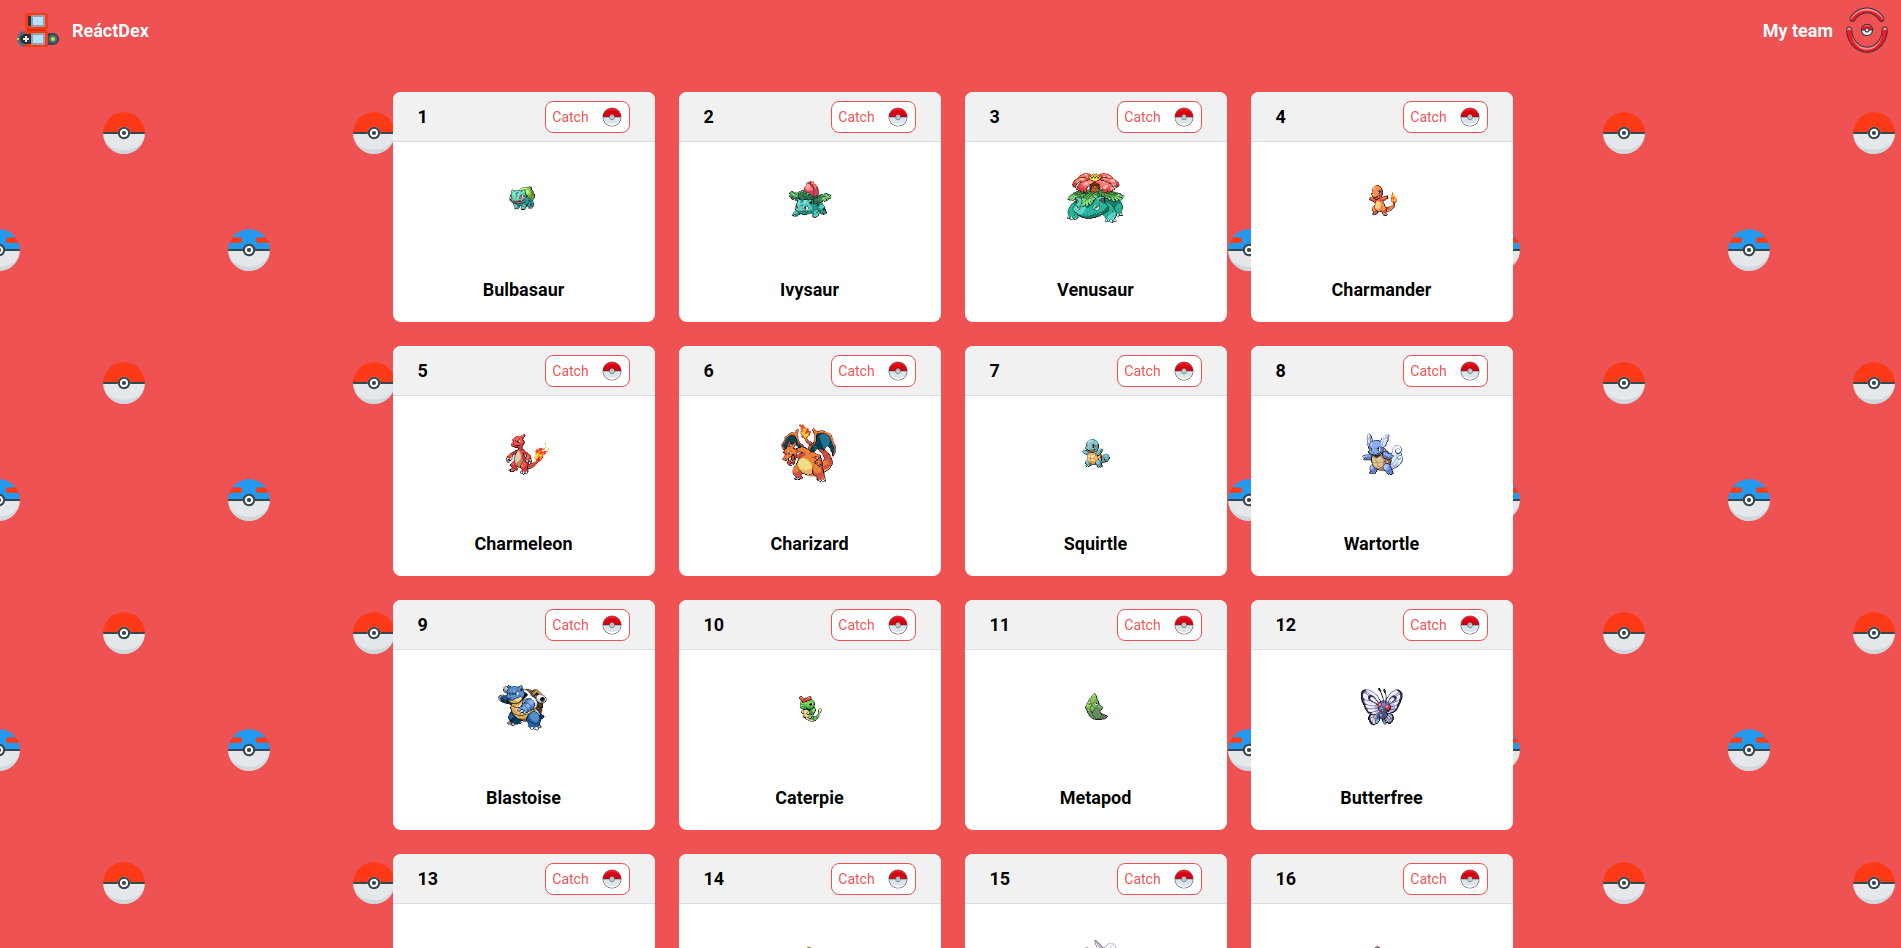 ReáctDex
My team
1 Catch
2 Catch
3 Catch
4 Catch
Bulbasaur
Ivysaur
Venusaur
Charmander
5 Catch
6 Catch
7 Catch
8 Catch
Charmeleon
Charizard
Squirtle
Wartortle
9 Catch
10 Catch
11 Catch
12 Catch
Blastoise
Caterpie
Metapod
Butterfree
13 Catch
14 Catch
15 Catch
16 Catch